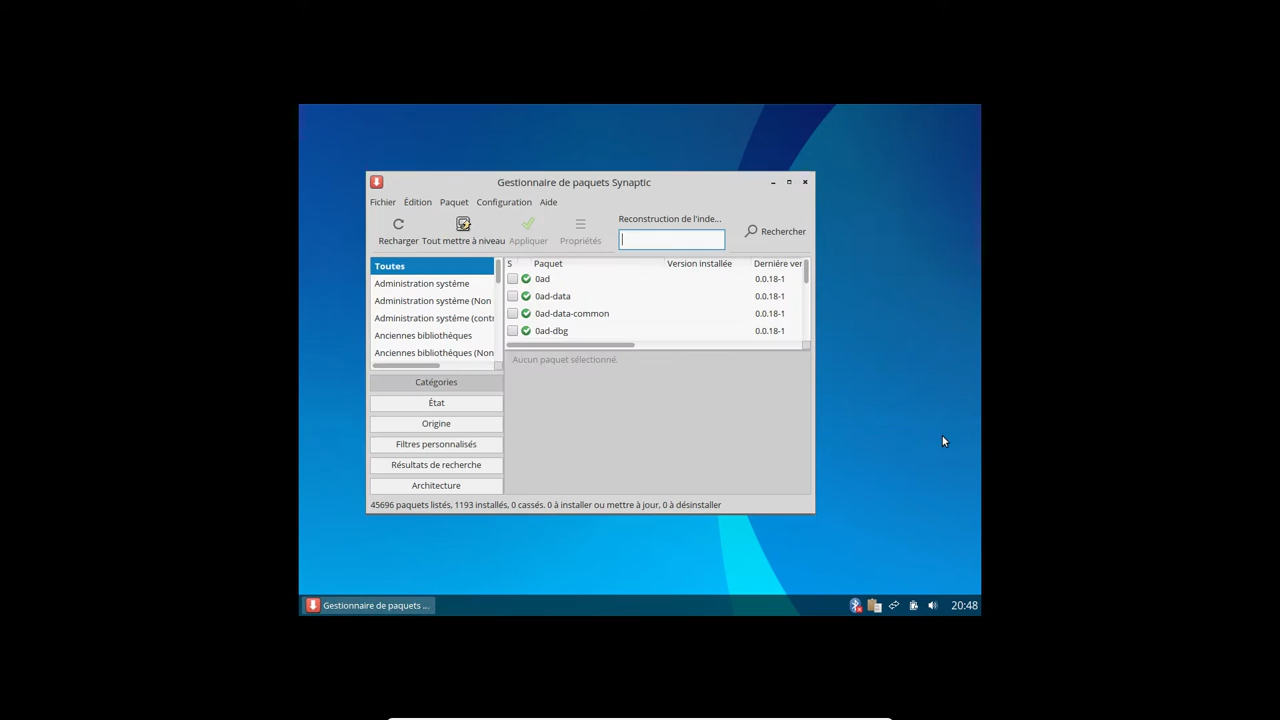 Gestionnaire de paquets Synaptic
Fichier Édition Paquet Configuration Aide
Recharger Tout mettre à niveau Appliquer Propriétés Reconstruction de l'inde... Rechercher
Toutes
Administration système
Administration système (Non
Administration système (contr
Anciennes bibliothèques
Anciennes bibliothèques (Non
S Paquet Version installée Dernière ver
0ad 0.0.18-1
0ad-data 0.0.18-1
0ad-data-common 0.0.18-1
0ad-dbg 0.0.18-1
Aucun paquet sélectionné.
Catégories
État
Origine
Filtres personnalisés
Résultats de recherche
Architecture
45696 paquets listés, 1193 installés, 0 cassés. 0 à installer ou mettre à jour, 0 à désinstaller
Gestionnaire de paquets ... 20:48